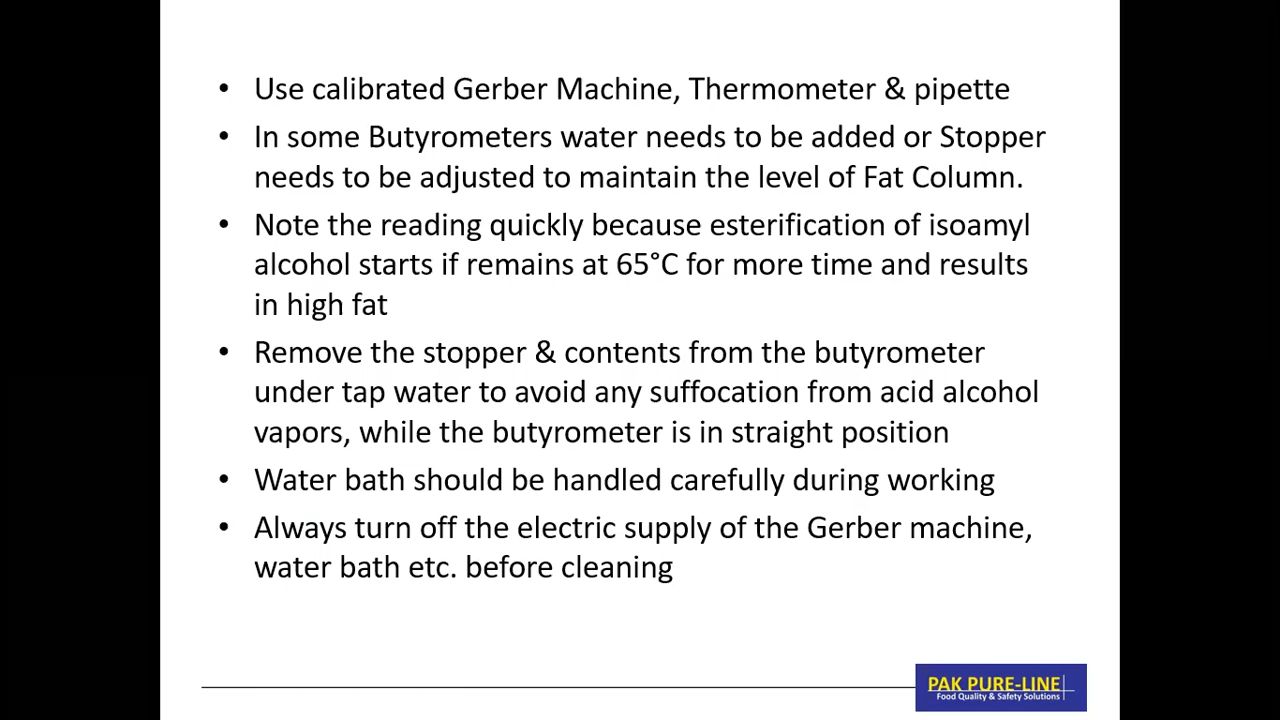 • Use calibrated Gerber Machine, Thermometer & pipette
• In some Butyrometers water needs to be added or Stopper
needs to be adjusted to maintain the level of Fat Column.
• Note the reading quickly because esterification of isoamyl
alcohol starts if remains at 65°C for more time and results
in high fat
• Remove the stopper & contents from the butyrometer
under tap water to avoid any suffocation from acid alcohol
vapors, while the butyrometer is in straight position
• Water bath should be handled carefully during working
• Always turn off the electric supply of the Gerber machine,
water bath etc. before cleaning
PAK PURE-LINE
Food Quality & Safety Solutions